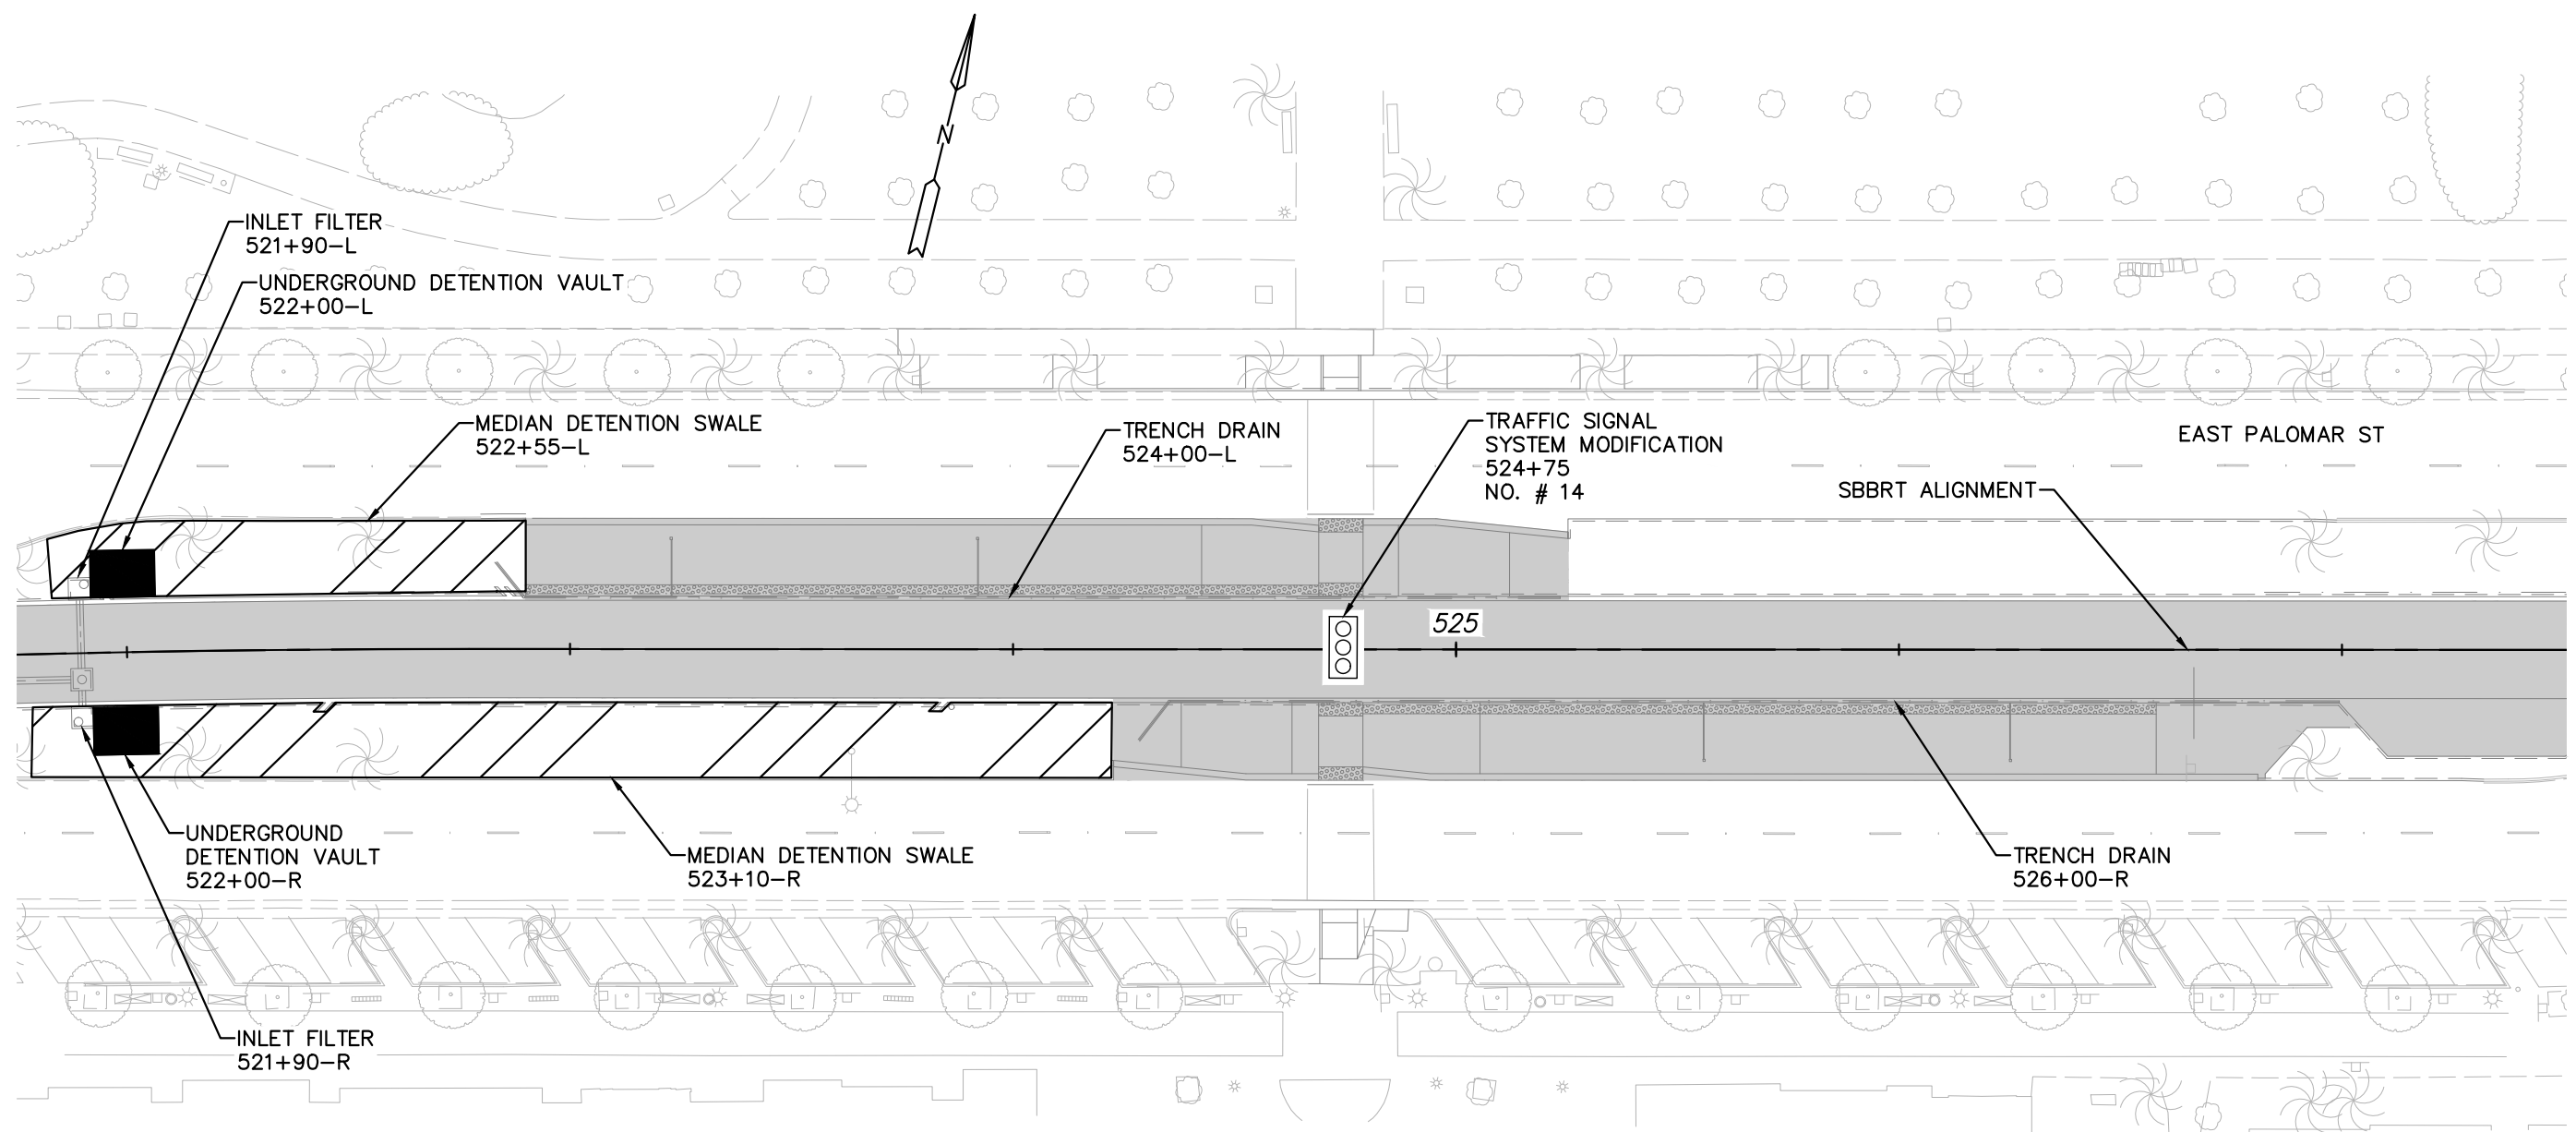 N
INLET FILTER
521+90-L
UNDERGROUND DETENTION VAULT
522+00-L
MEDIAN DETENTION SWALE
522+55-L
TRENCH DRAIN
524+00-L
TRAFFIC SIGNAL
SYSTEM MODIFICATION
524+75
NO. # 14
EAST PALOMAR ST
SBBRT ALIGNMENT
525
UNDERGROUND
DETENTION VAULT
522+00-R
MEDIAN DETENTION SWALE
523+10-R
TRENCH DRAIN
526+00-R
INLET FILTER
521+90-R